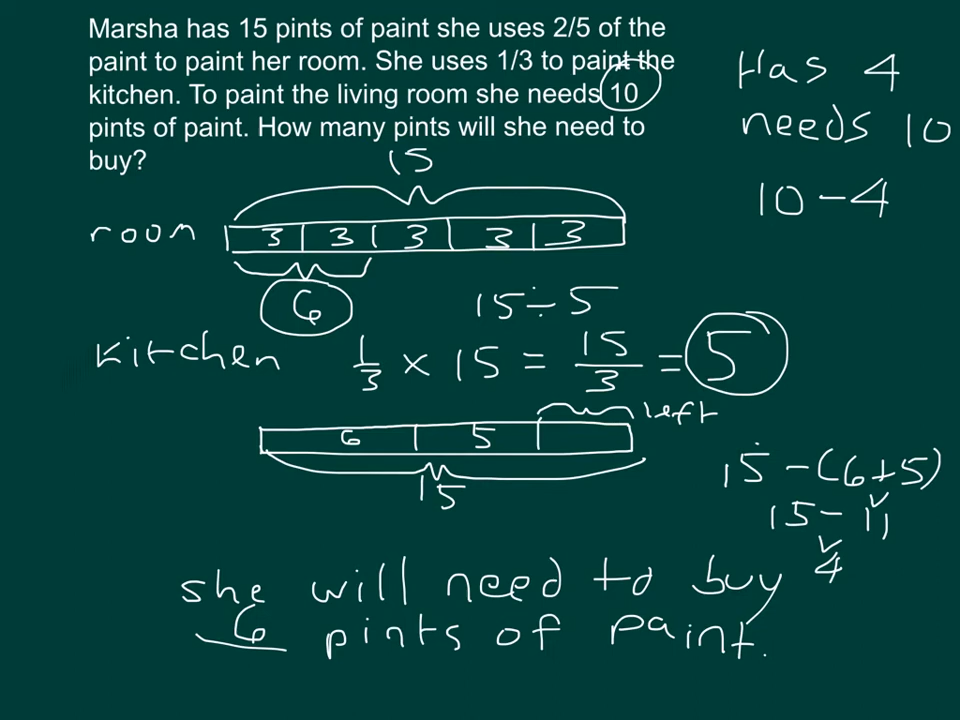 Marsha has 15 pints of paint she uses 2/5 of the
paint to paint her room. She uses 1/3 to paint the
kitchen. To paint the living room she needs 10
pints of paint. How many pints will she need to
buy?
Has 4
needs 10
10 - 4
15
room 3 3 3 3 3
6
15 ÷ 5
Kitchen 1/3 × 15 = 15/3 = 5
left
6 5
15
15 - (6+5)
15 - 11
4
she will need to buy
6 pints of paint.